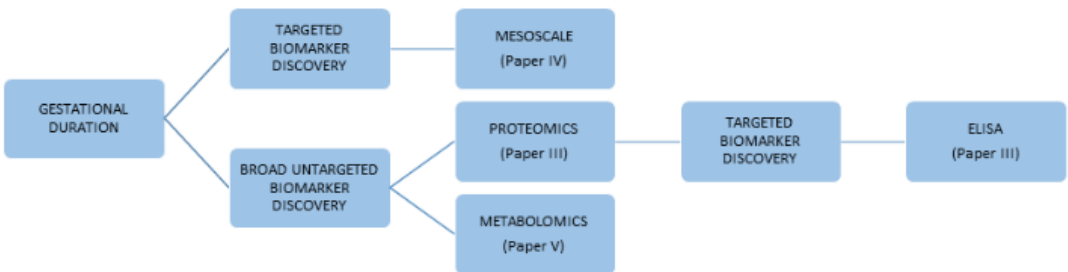 TARGETED
BIOMARKER
DISCOVERY
MESOSCALE
(Paper IV)
GESTATIONAL
DURATION
PROTEOMICS
(Paper III)
TARGETED
BIOMARKER
DISCOVERY
ELISA
(Paper III)
BROAD UNTARGETED
BIOMARKER
DISCOVERY
METABOLOMICS
(Paper V)